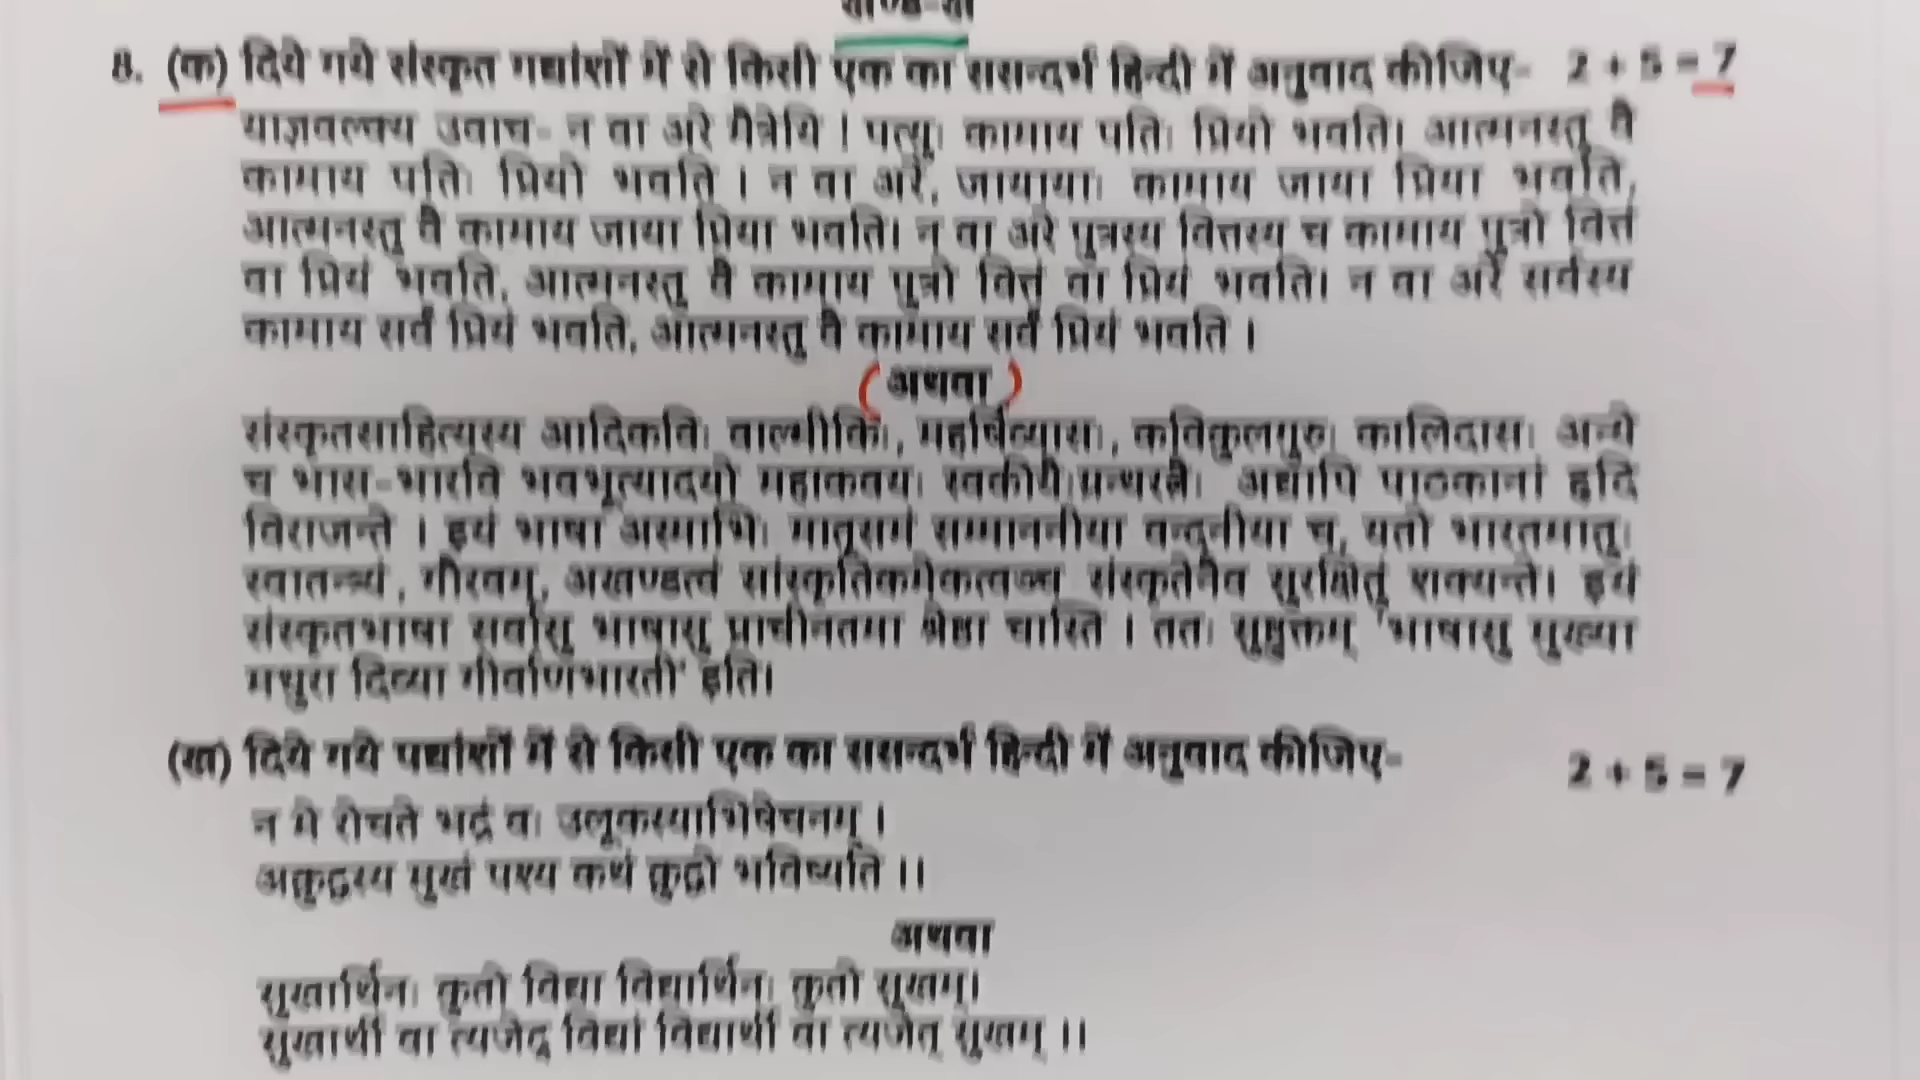 खण्ड-ख
8. (क) दिये गये संस्कृत गद्यांशों में से किसी एक का ससन्दर्भ हिन्दी में अनुवाद कीजिए- 2 + 5 = 7
याज्ञवल्क्य उवाच- न वा अरे मैत्रेयि ! पत्युः कामाय पतिः प्रियो भवति। आत्मनस्तु वै
कामाय पतिः प्रियो भवति । न वा अरे, जायायाः कामाय जाया प्रिया भवति,
आत्मनस्तु वै कामाय जाया प्रिया भवति। न वा अरे पुत्रस्य वित्तस्य च कामाय पुत्रो वित्तं
वा प्रियं भवति, आत्मनस्तु वै कामाय पुत्रो वित्तं वा प्रियं भवति। न वा अरे सर्वस्य
कामाय सर्वं प्रियं भवति, आत्मनस्तु वै कामाय सर्वं प्रियं भवति ।
(अथवा)
संस्कृतसाहित्यस्य आदिकविः वाल्मीकिः, महर्षिव्यासः, कविकुलगुरुः कालिदासः अन्ये
च भास-भारवि भवभूत्यादयो महाकवयः स्वकीयैःग्रन्थरत्नैः अद्यापि पाठकानां हृदि
विराजन्ते । इयं भाषा अस्माभिः मातृसमं सम्माननीया वन्दनीया च, यतो भारतमातुः
स्वातन्त्र्यं, गौरवम्, अखण्डत्वं सांस्कृतिकमेकत्वञ्च संस्कृतेनैव सुरक्षितुं शक्यन्ते। इयं
संस्कृतभाषा सर्वासु भाषासु प्राचीनतमा श्रेष्ठा चास्ति । ततः सुष्ठूक्तम् 'भाषासु मुख्या
मधुरा दिव्या गीर्वाणभारती' इति।
(ख) दिये गये पद्यांशों में से किसी एक का ससन्दर्भ हिन्दी में अनुवाद कीजिए- 2 + 5 = 7
न मे रोचते भद्रं वः उलूकस्याभिषेचनम् ।
अक्रुद्धस्य मुखं पश्य कथं क्रुद्धो भविष्यति ।।
अथवा
सुखार्थिनः कुतो विद्या विद्यार्थिनः कुतो सुखम्।
सुखार्थी वा त्यजेद् विद्यां विद्यार्थी वा त्यजेत् सुखम् ।।